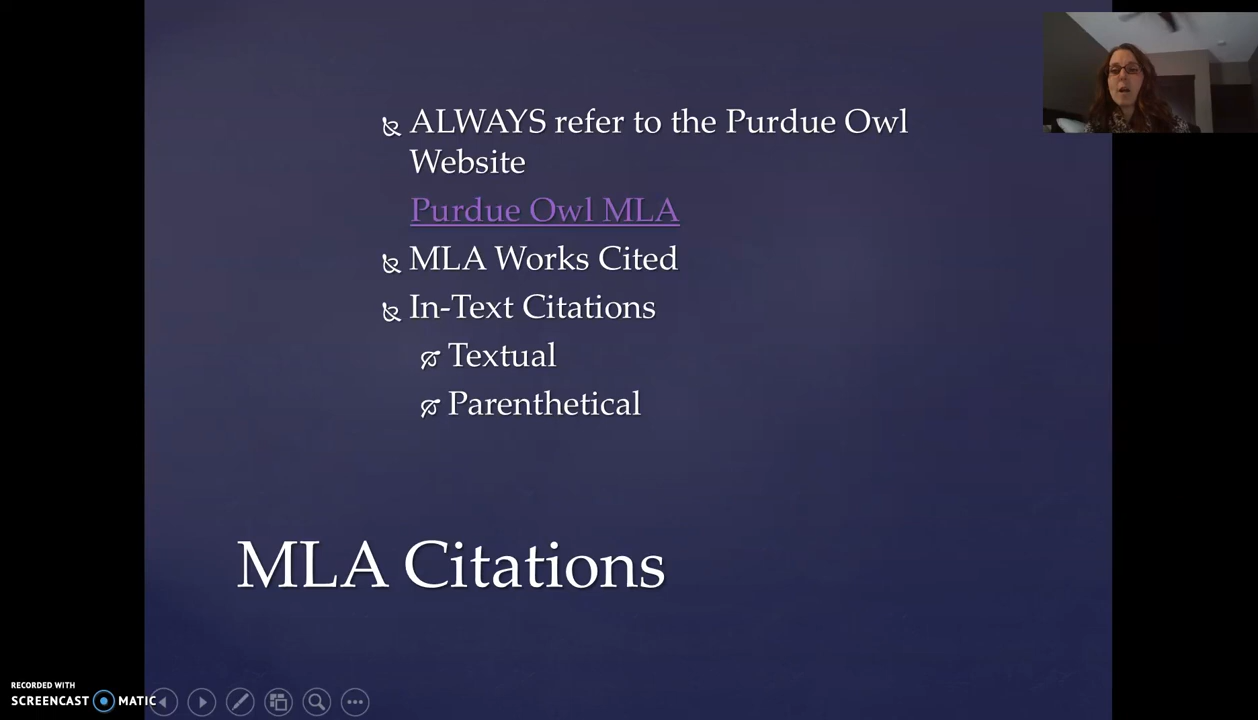 ALWAYS refer to the Purdue Owl
Website
Purdue Owl MLA
MLA Works Cited
In-Text Citations
Textual
Parenthetical
MLA Citations
RECORDED WITH
SCREENCAST MATIC